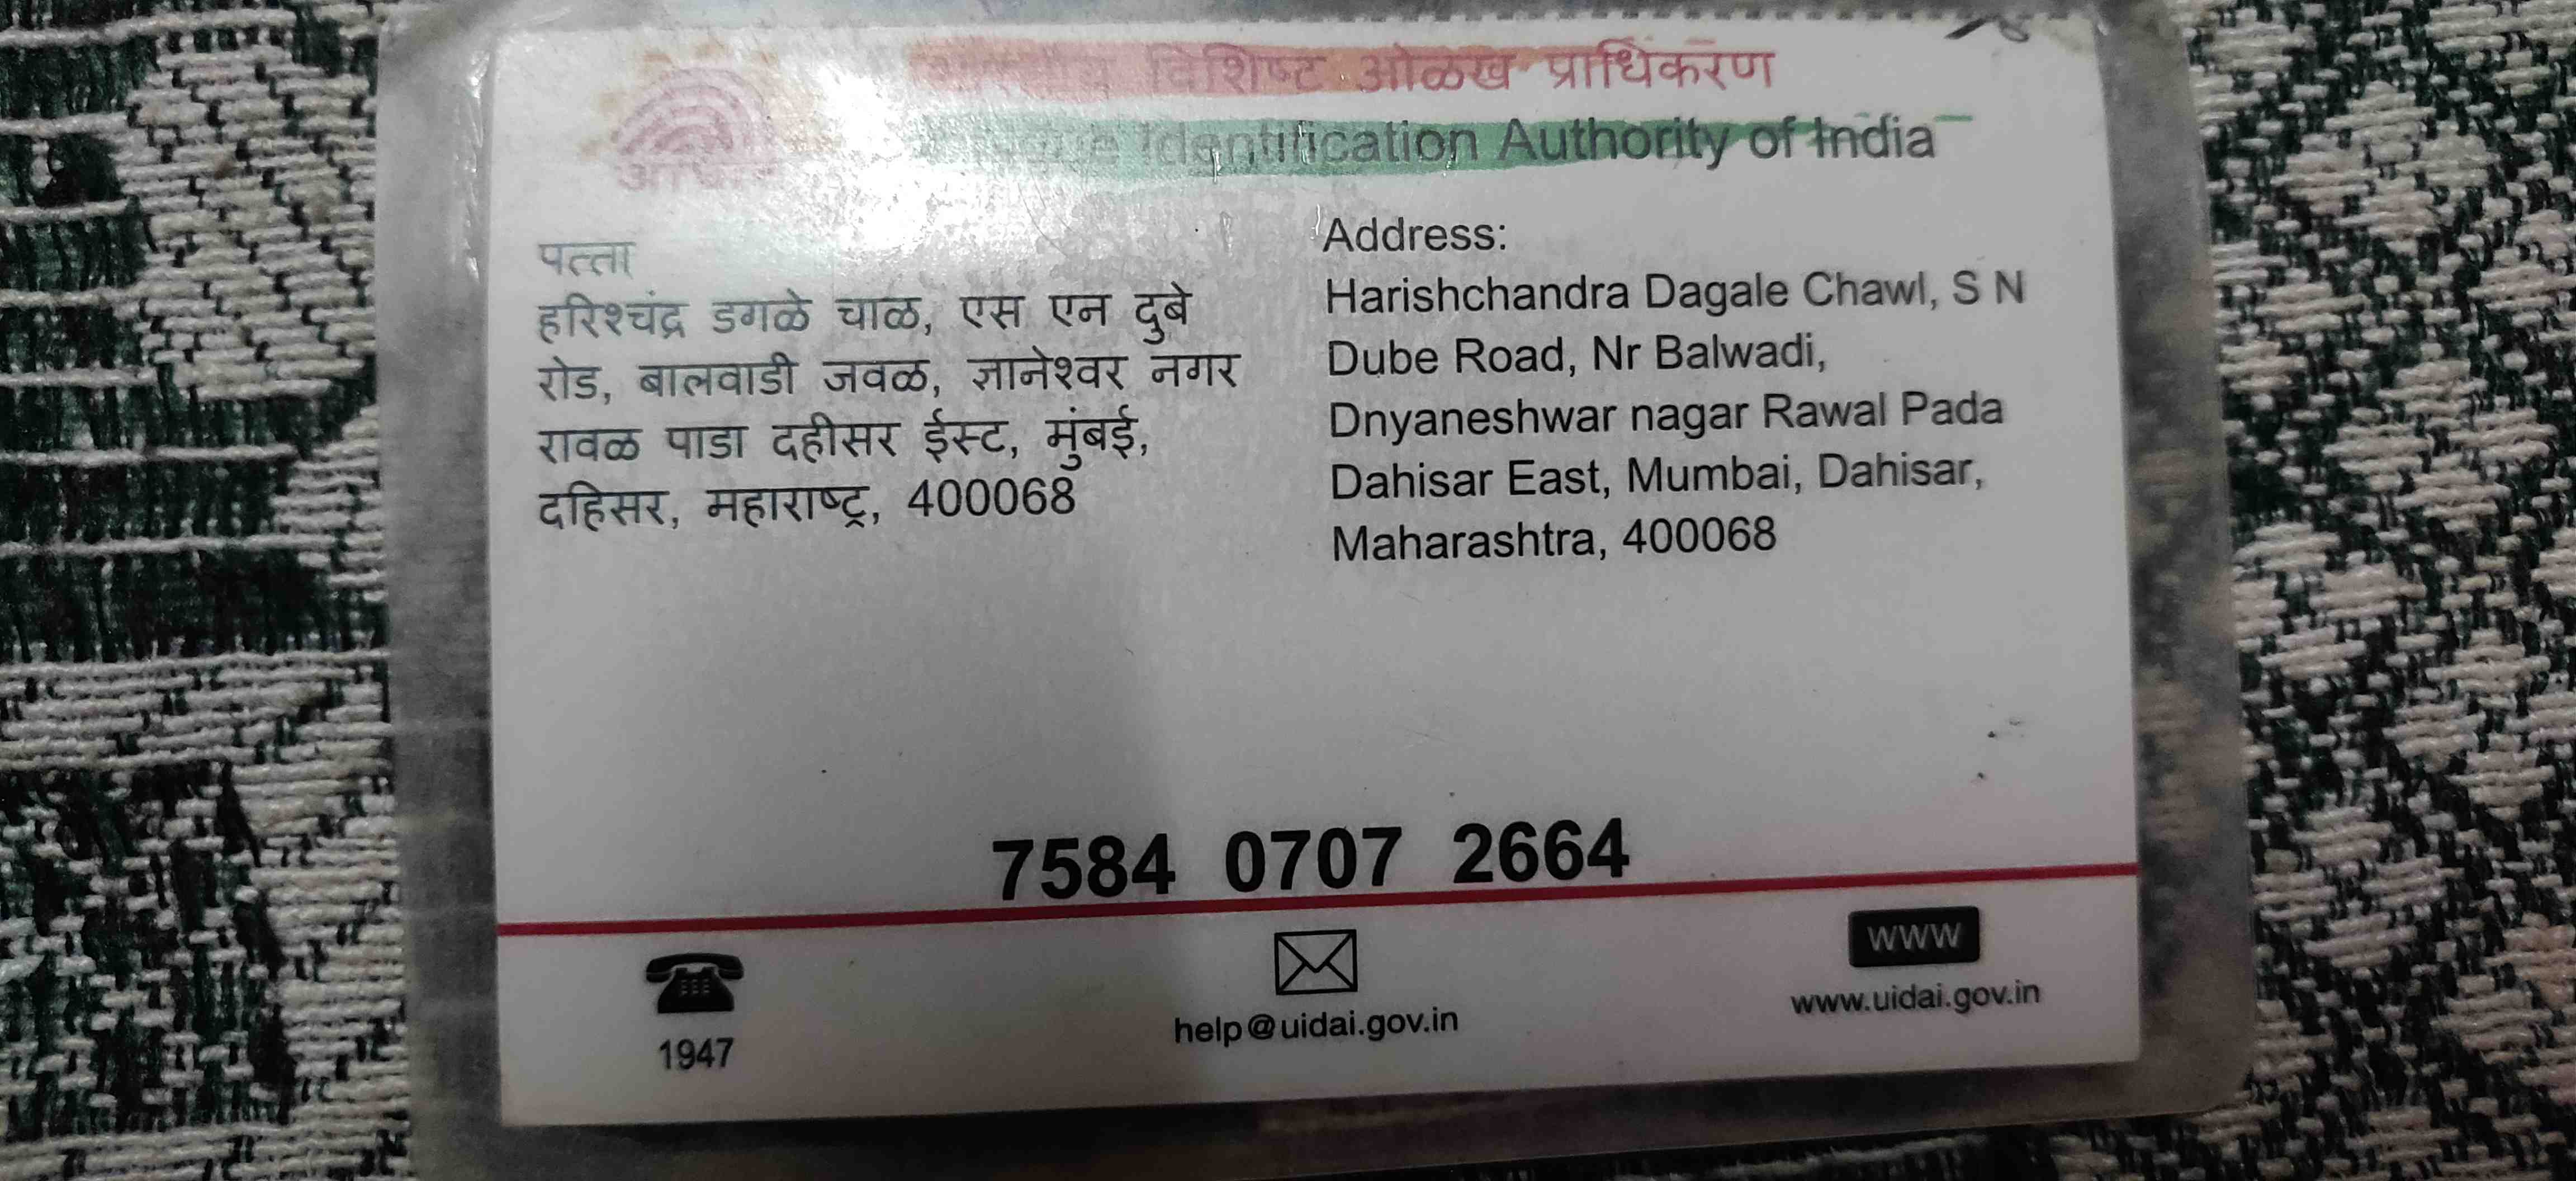 विशिष्ट ओळख प्राधिकरण
Identification Authority of India
आधार
पत्ता
हरिश्चंद्र डगळे चाळ, एस एन दुबे
रोड, बालवाडी जवळ, ज्ञानेश्वर नगर
रावळ पाडा दहीसर ईस्ट, मुंबई,
दहिसर, महाराष्ट्र, 400068
Address:
Harishchandra Dagale Chawl, S N
Dube Road, Nr Balwadi,
Dnyaneshwar nagar Rawal Pada
Dahisar East, Mumbai, Dahisar,
Maharashtra, 400068
7584 0707 2664
1947
help@uidai.gov.in
www
www.uidai.gov.in